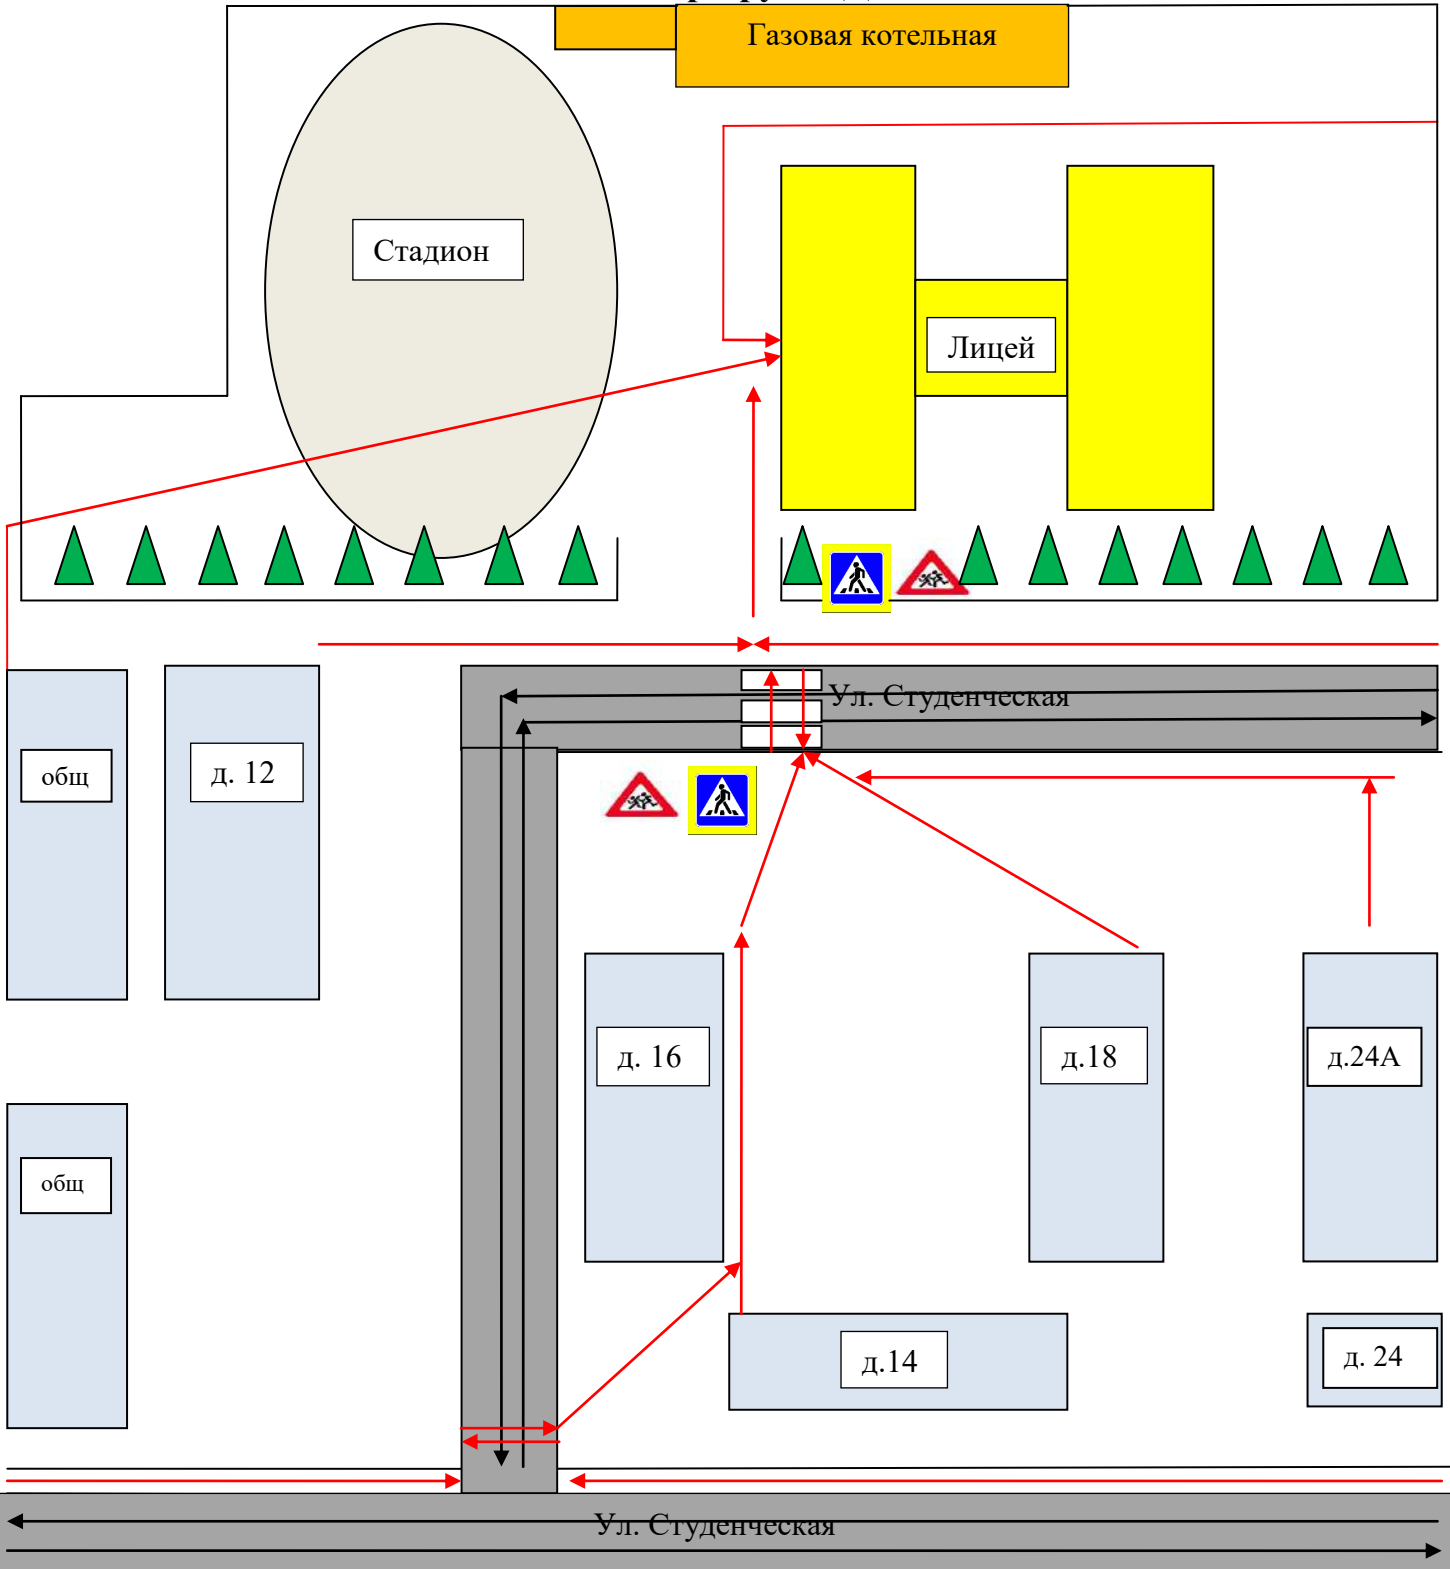 Газовая котельная
Стадион
Лицей
Ул. Студенческая
общ
д. 12
д. 16
д.18
д.24А
общ
д.14
д. 24
Ул. Студенческая